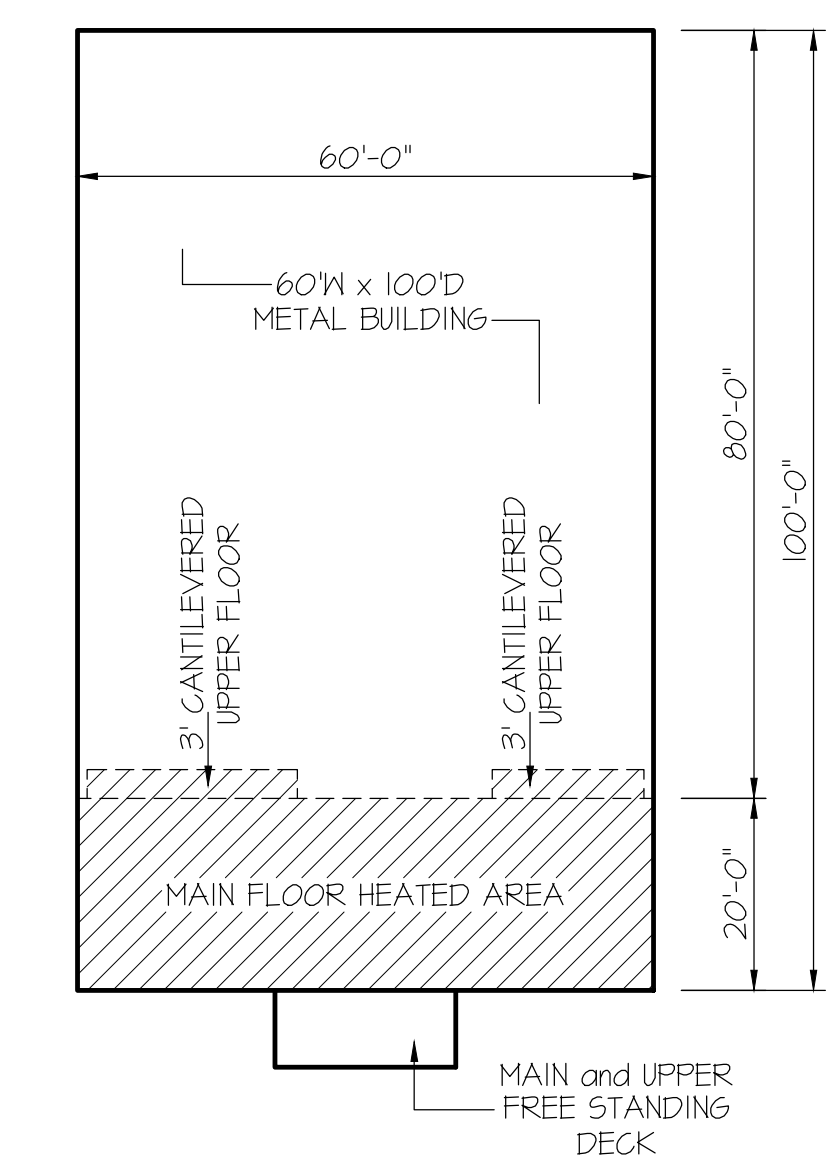 60'-0"
60'W x 100'D
METAL BUILDING
80'-0"
100'-0"
3' CANTILEVERED
UPPER FLOOR
3' CANTILEVERED
UPPER FLOOR
MAIN FLOOR HEATED AREA
20'-0"
MAIN and UPPER
FREE STANDING
DECK